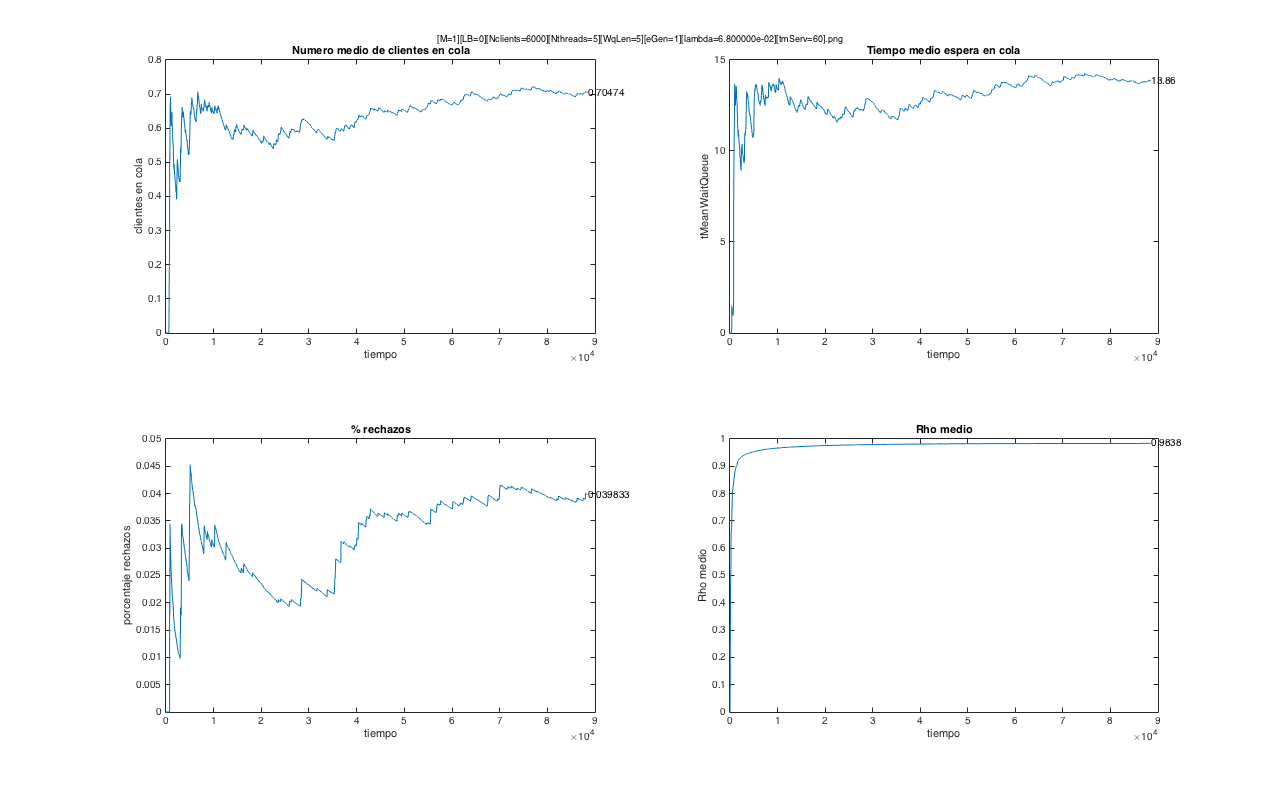 [M=1][LB=0][Nclients=6000][Nthreads=5][WqLen=5][eGen=1][lambda=6.800000e-02][tmServ=60].png
Numero medio de clientes en cola
0.8
0.7
0.6
0.5
0.4
0.3
0.2
0.1
0
clientes en cola
0.70474
0 1 2 3 4 5 6 7 8 9
tiempo
×10^4
Tiempo medio espera en cola
15
10
5
0
tMeanWaitQueue
13.86
0 1 2 3 4 5 6 7 8 9
tiempo
×10^4
% rechazos
0.05
0.045
0.04
0.035
0.03
0.025
0.02
0.015
0.01
0.005
0
porcentaje rechazos
0.039833
0 1 2 3 4 5 6 7 8 9
tiempo
×10^4
Rho medio
1
0.9
0.8
0.7
0.6
0.5
0.4
0.3
0.2
0.1
0
Rho medio
0.9838
0 1 2 3 4 5 6 7 8 9
tiempo
×10^4